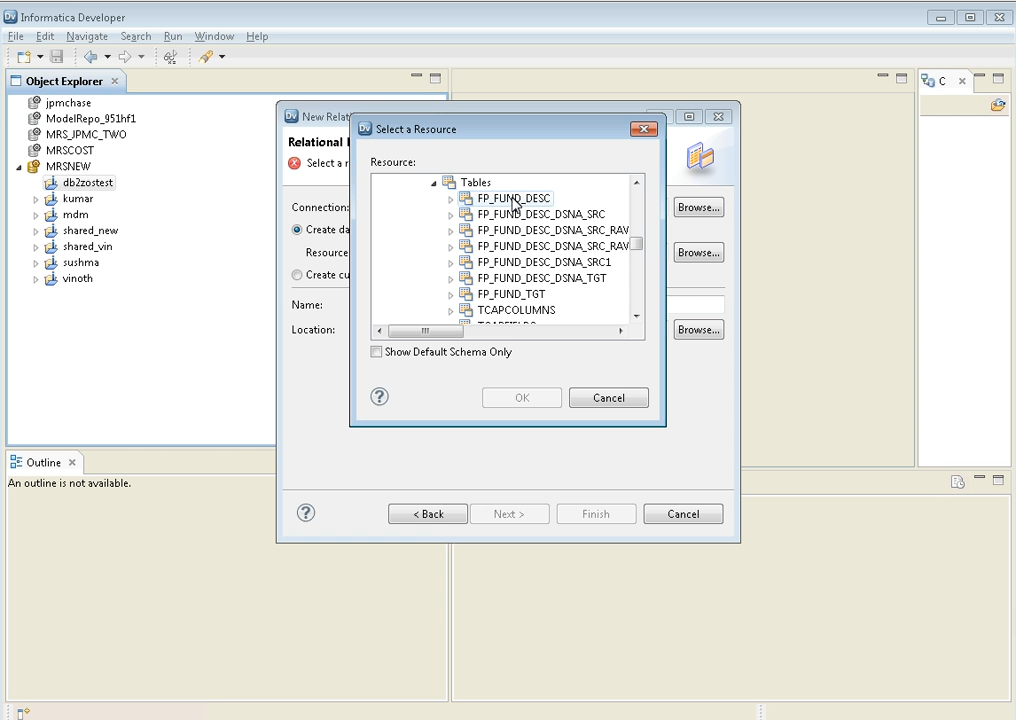 Informatica Developer
File Edit Navigate Search Run Window Help
Object Explorer
C
jpmchase
ModelRepo_951hf1
MRS_JPMC_TWO
MRSCOST
MRSNEW
db2zostest
kumar
mdm
shared_new
shared_vin
sushma
vinoth
Outline
An outline is not available.
New Relat
Relational
Select a r
Connection: Browse...
Create da
Resource Browse...
Create cu
Name:
Location: Browse...
< Back Next > Finish Cancel
Select a Resource
Resource:
Tables
FP_FUND_DESC
FP_FUND_DESC_DSNA_SRC
FP_FUND_DESC_DSNA_SRC_RAV
FP_FUND_DESC_DSNA_SRC_RAV
FP_FUND_DESC_DSNA_SRC1
FP_FUND_DESC_DSNA_TGT
FP_FUND_TGT
TCAPCOLUMNS
Show Default Schema Only
OK Cancel